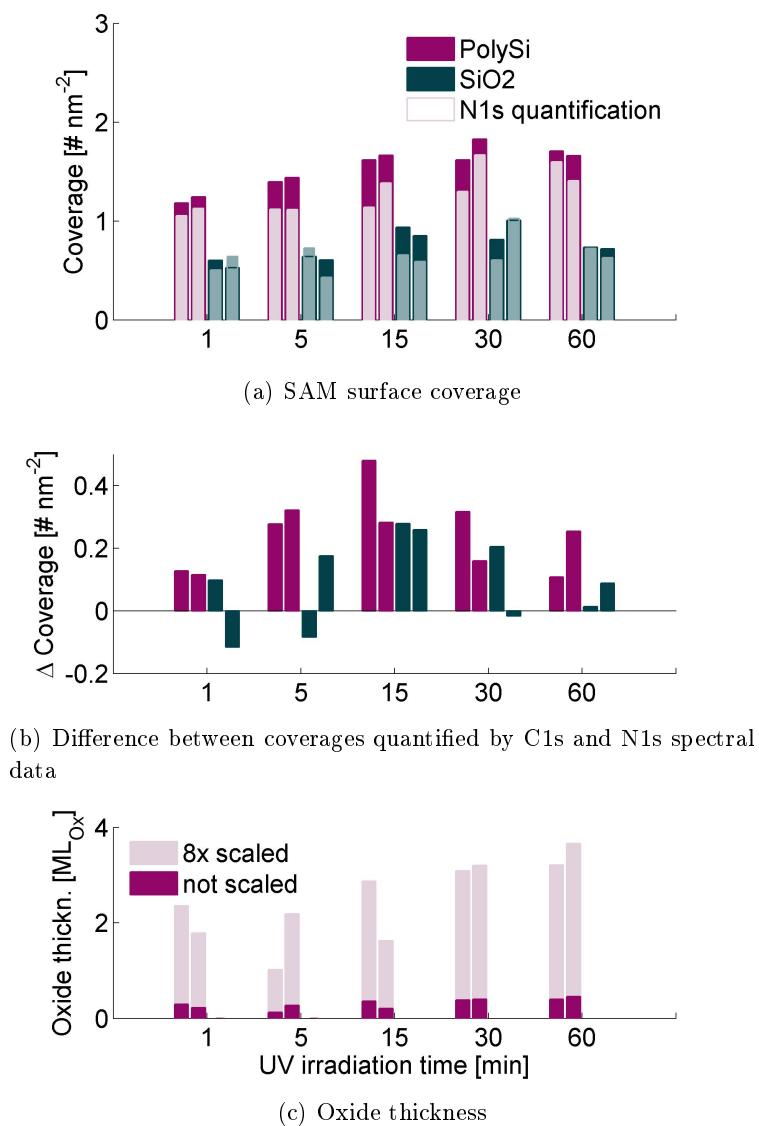 3
2
1
0
Coverage [# nm-2]
PolySi
SiO2
N1s quantification
1 5 15 30 60
(a) SAM surface coverage
0.4
0.2
0
-0.2
Δ Coverage [# nm-2]
1 5 15 30 60
(b) Difference between coverages quantified by C1s and N1s spectral
data
4
2
0
Oxide thickn. [MLOx]
8x scaled
not scaled
1 5 15 30 60
UV irradiation time [min]
(c) Oxide thickness